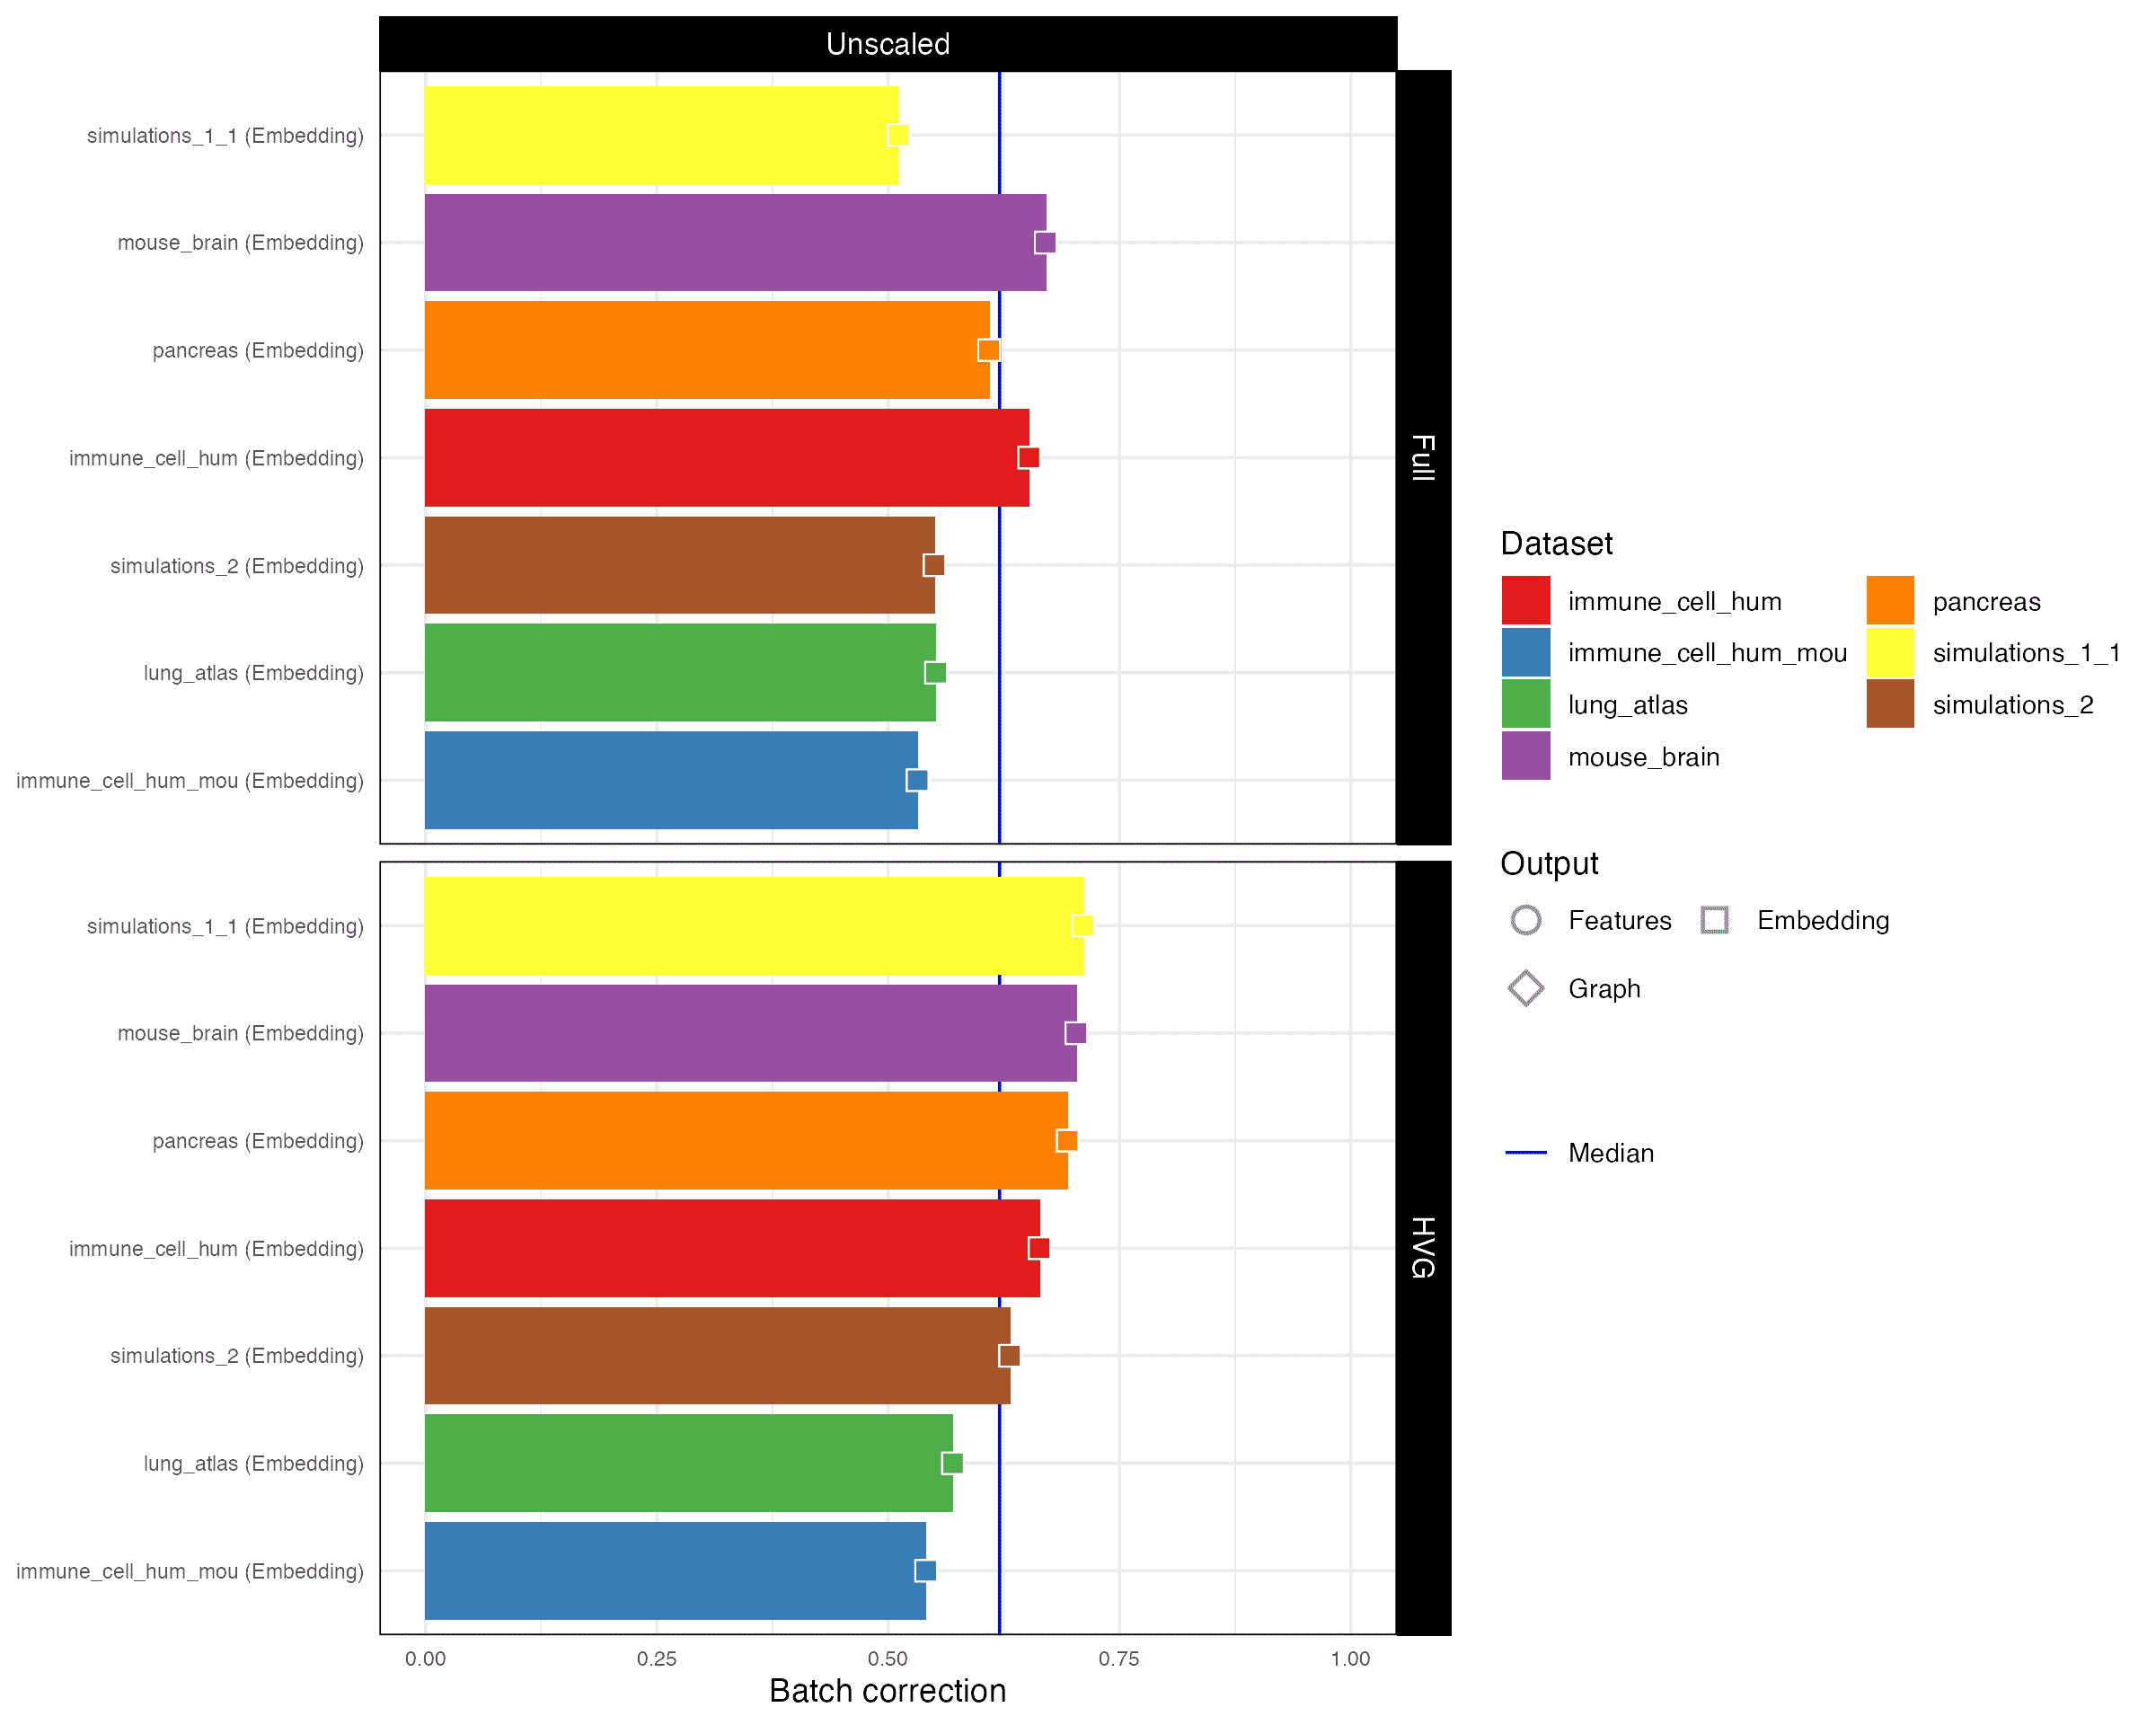 Unscaled
simulations_1_1 (Embedding)
mouse_brain (Embedding)
pancreas (Embedding)
immune_cell_hum (Embedding)
simulations_2 (Embedding)
lung_atlas (Embedding)
immune_cell_hum_mou (Embedding)
Full
simulations_1_1 (Embedding)
mouse_brain (Embedding)
pancreas (Embedding)
immune_cell_hum (Embedding)
simulations_2 (Embedding)
lung_atlas (Embedding)
immune_cell_hum_mou (Embedding)
HVG
0.00 0.25 0.50 0.75 1.00
Batch correction
Dataset
immune_cell_hum pancreas
immune_cell_hum_mou simulations_1_1
lung_atlas simulations_2
mouse_brain
Output
Features Embedding
Graph
Median